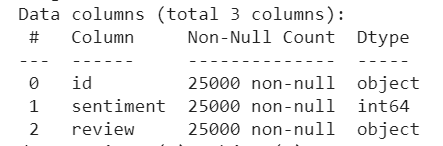 Data columns (total 3 columns):
 #   Column     Non-Null Count  Dtype
---  ------     --------------  -----
 0   id         25000 non-null  object
 1   sentiment  25000 non-null  int64
 2   review     25000 non-null  object